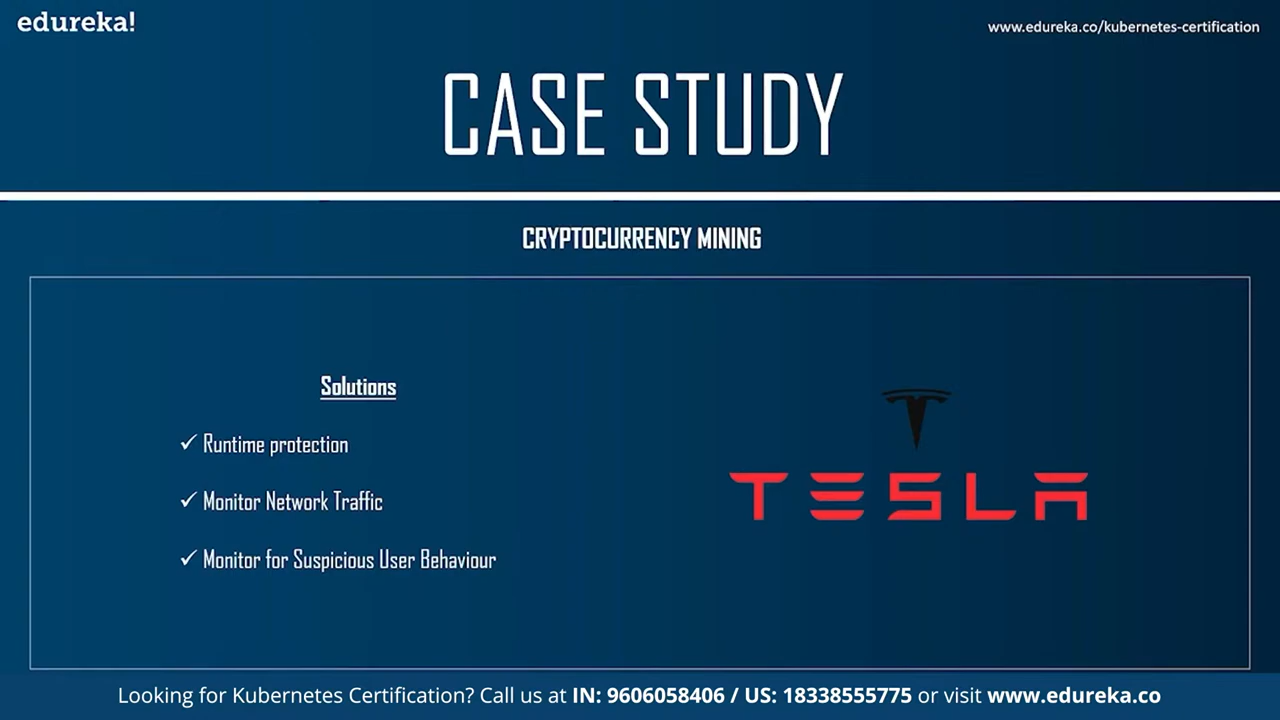 edureka!
www.edureka.co/kubernetes-certification
CASE STUDY
CRYPTOCURRENCY MINING
Solutions
✓ Runtime protection
✓ Monitor Network Traffic
✓ Monitor for Suspicious User Behaviour
TESLA
Looking for Kubernetes Certification? Call us at IN: 9606058406 / US: 18338555775 or visit www.edureka.co